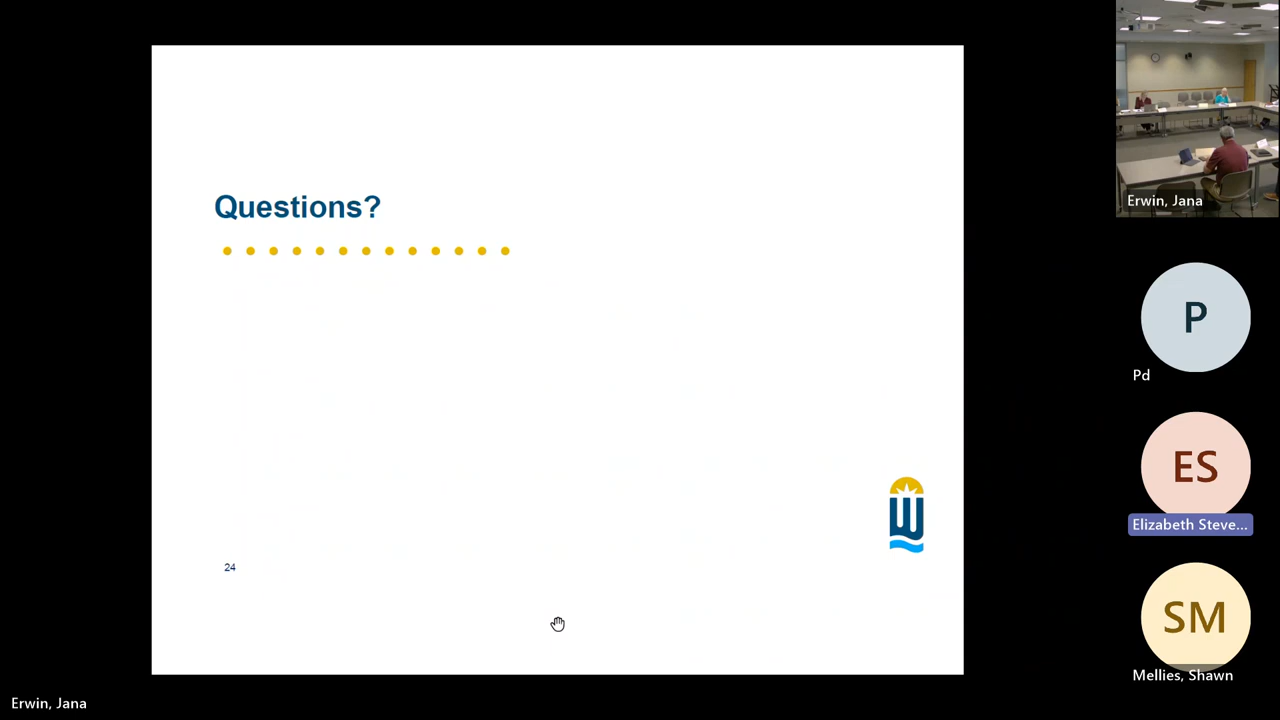 Questions?
24
Erwin, Jana
P
Pd
ES
Elizabeth Steve...
SM
Mellies, Shawn
Erwin, Jana